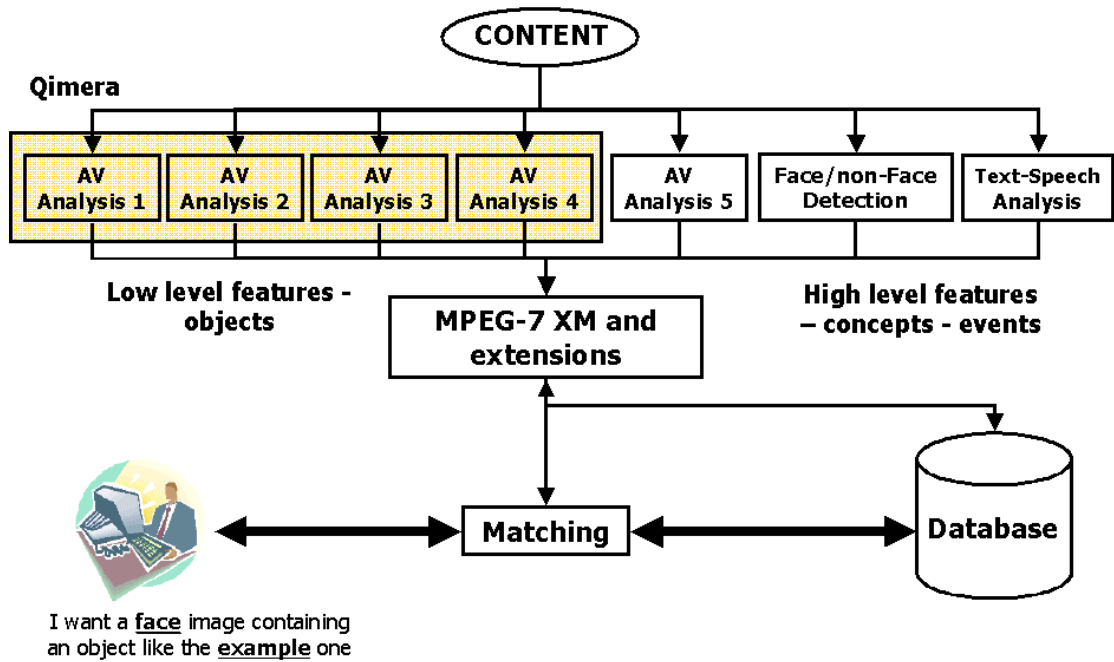 CONTENT
Qimera
AV
Analysis 1
AV
Analysis 2
AV
Analysis 3
AV
Analysis 4
AV
Analysis 5
Face/non-Face
Detection
Text-Speech
Analysis
Low level features -
objects
High level features
– concepts - events
MPEG-7 XM and
extensions
Matching
Database
I want a face image containing
an object like the example one